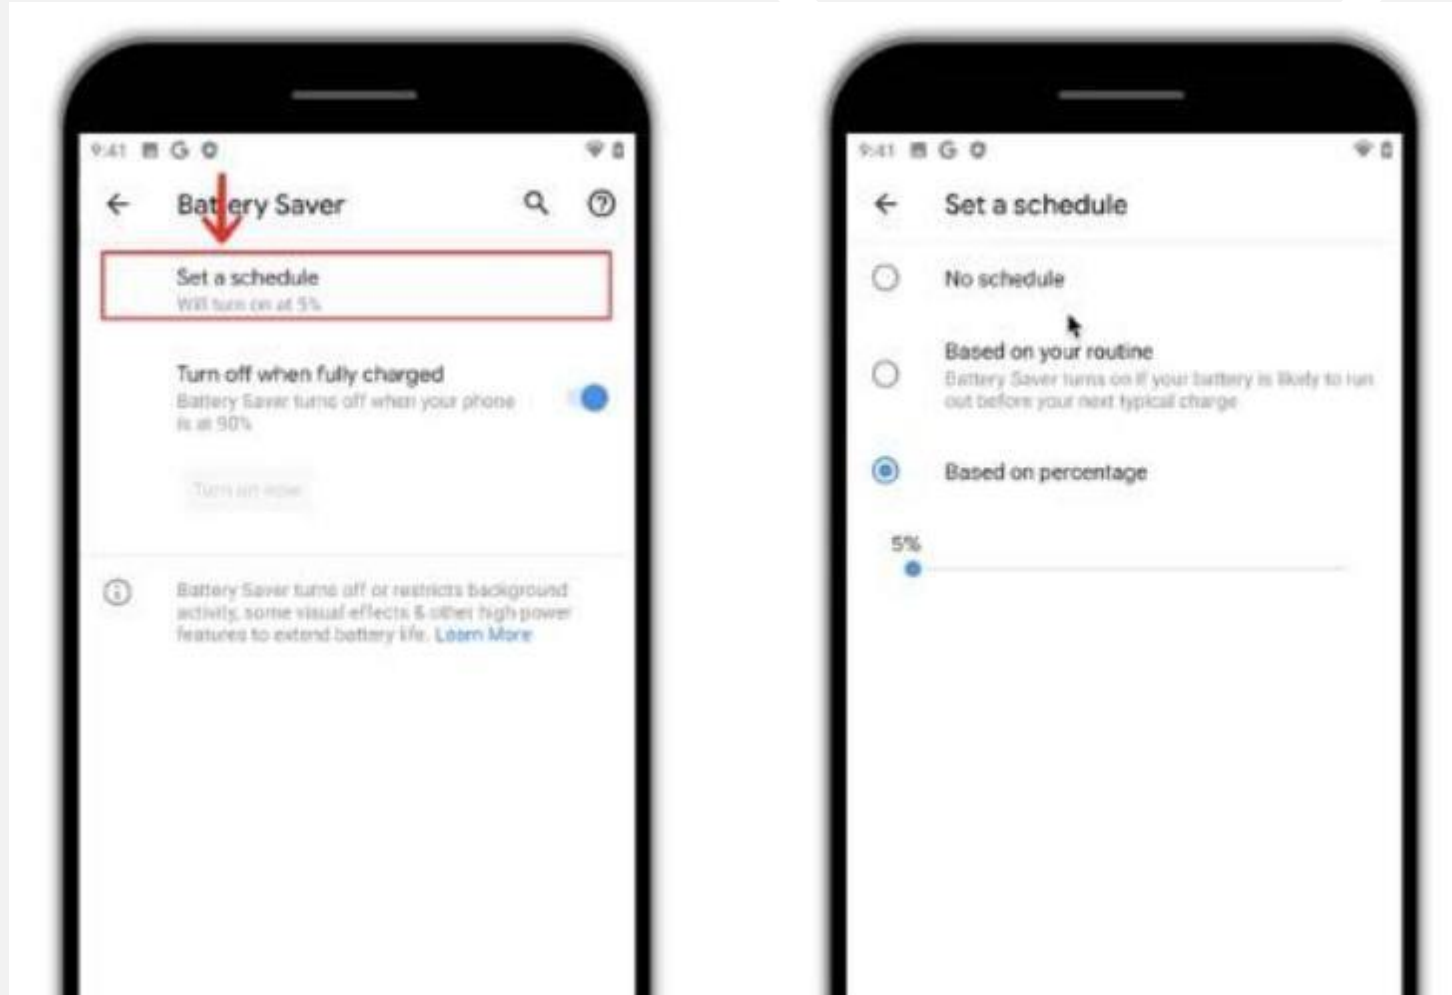 9:41
Battery Saver
Set a schedule
Will turn on at 5%
Turn off when fully charged
Battery Saver turns off when your phone
is at 90%
Turn on now
Battery Saver turns off or restricts background
activity, some visual effects & other high power
features to extend battery life. Learn More
9:41
Set a schedule
No schedule
Based on your routine
Battery Saver turns on if your battery is likely to run
out before your next typical charge
Based on percentage
5%